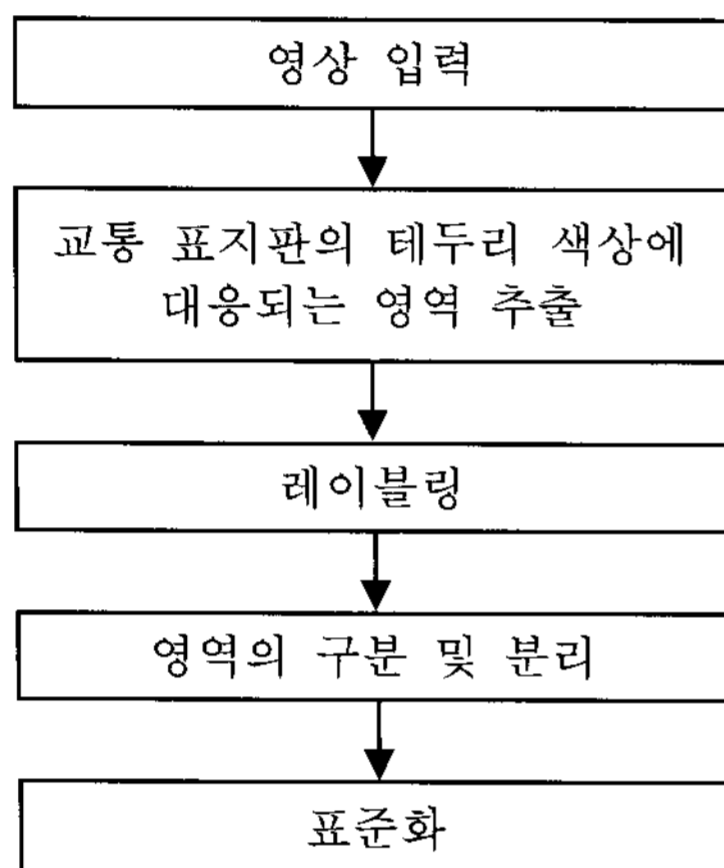 영상 입력
교통 표지판의 테두리 색상에
대응되는 영역 추출
레이블링
영역의 구분 및 분리
표준화